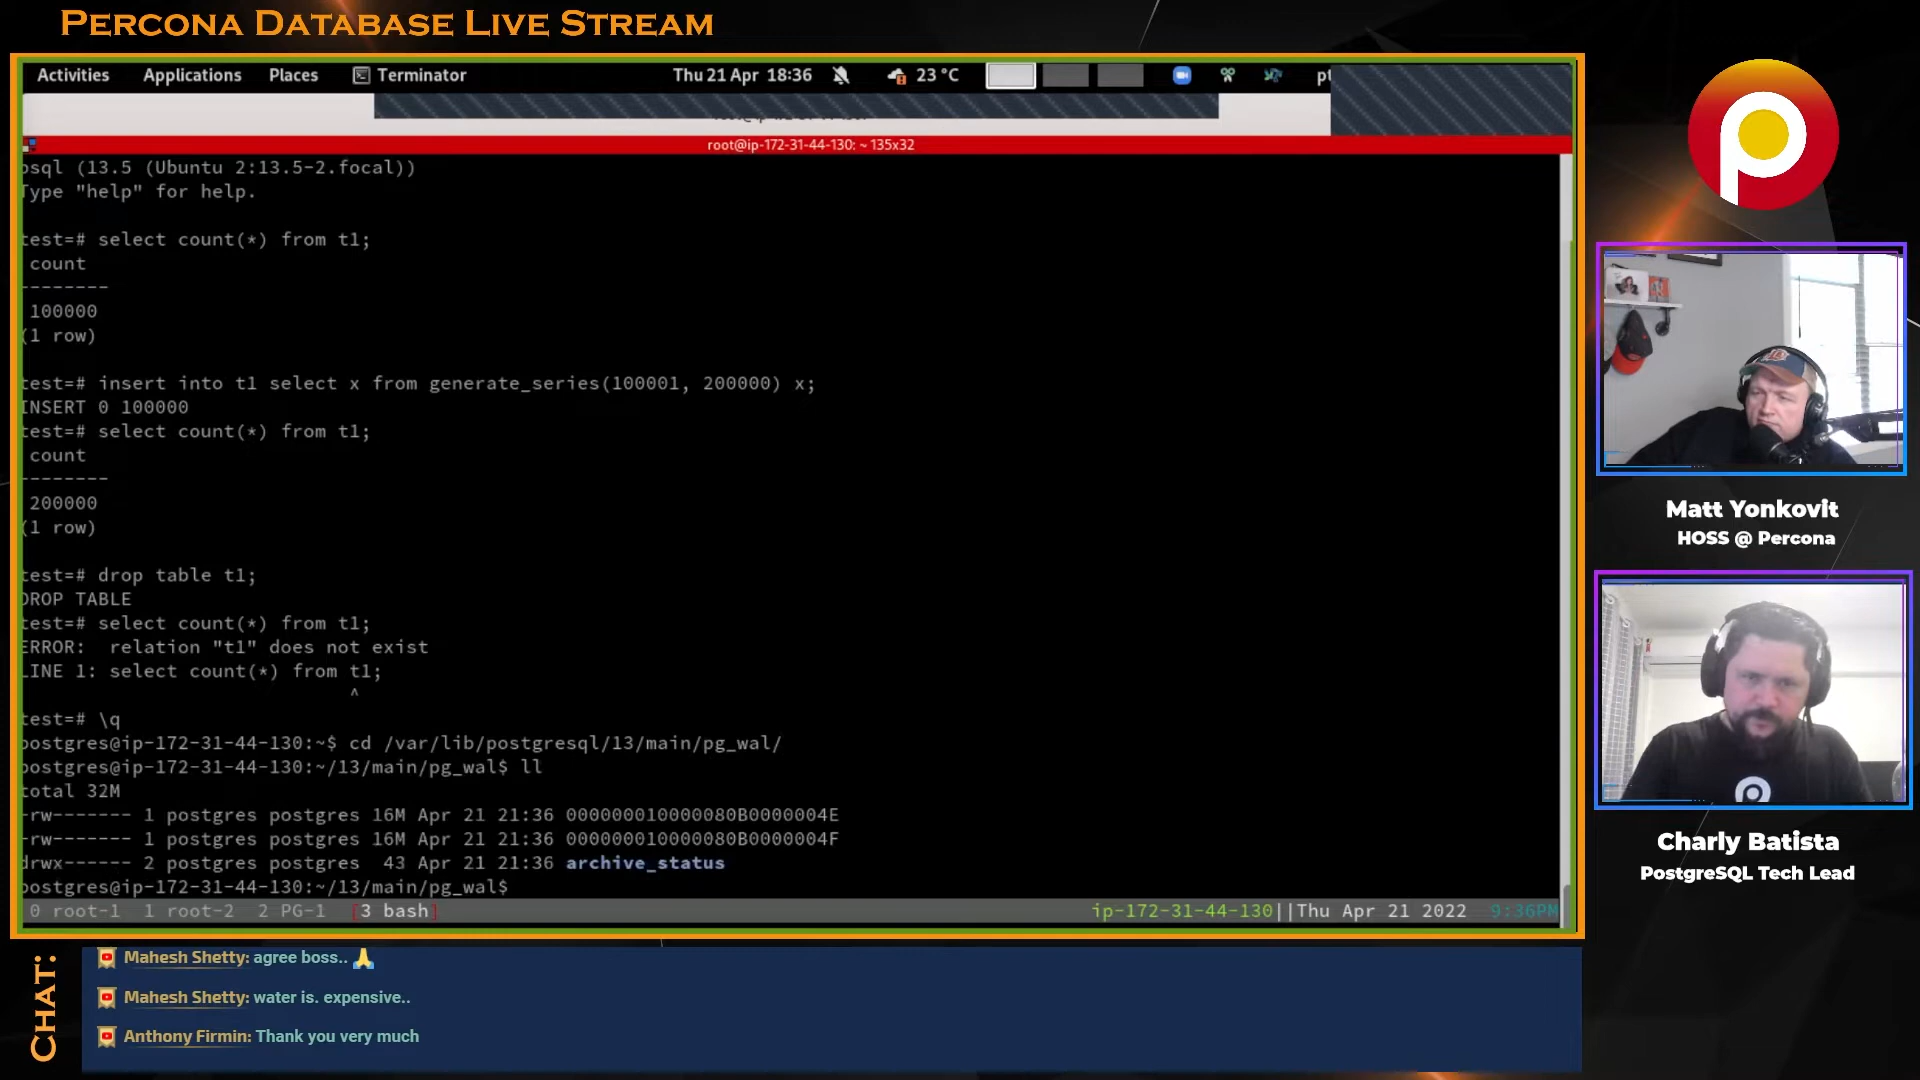 PERCONA DATABASE LIVE STREAM
Activities Applications Places Terminator Thu 21 Apr 18:36 23 °C pt
root@ip-172-31-44-130: ~ 135x32
psql (13.5 (Ubuntu 2:13.5-2.focal))
Type "help" for help.
test=# select count(*) from t1;
count
--------
100000
(1 row)
test=# insert into t1 select x from generate_series(100001, 200000) x;
INSERT 0 100000
test=# select count(*) from t1;
count
--------
200000
(1 row)
test=# drop table t1;
DROP TABLE
test=# select count(*) from t1;
ERROR:  relation "t1" does not exist
LINE 1: select count(*) from t1;
^
test=# \q
postgres@ip-172-31-44-130:~$ cd /var/lib/postgresql/13/main/pg_wal/
postgres@ip-172-31-44-130:~/13/main/pg_wal$ ll
total 32M
-rw------- 1 postgres postgres 16M Apr 21 21:36 000000010000080B0000004E
-rw------- 1 postgres postgres 16M Apr 21 21:36 000000010000080B0000004F
drwx------ 2 postgres postgres  43 Apr 21 21:36 archive_status
postgres@ip-172-31-44-130:~/13/main/pg_wal$
0 root-1  1 root-2  2 PG-1  [3 bash] ip-172-31-44-130||Thu Apr 21 2022  9:36PM
Matt Yonkovit
HOSS @ Percona
Charly Batista
PostgreSQL Tech Lead
CHAT:
Mahesh Shetty: agree boss.. 🙏
Mahesh Shetty: water is. expensive..
Anthony Firmin: Thank you very much